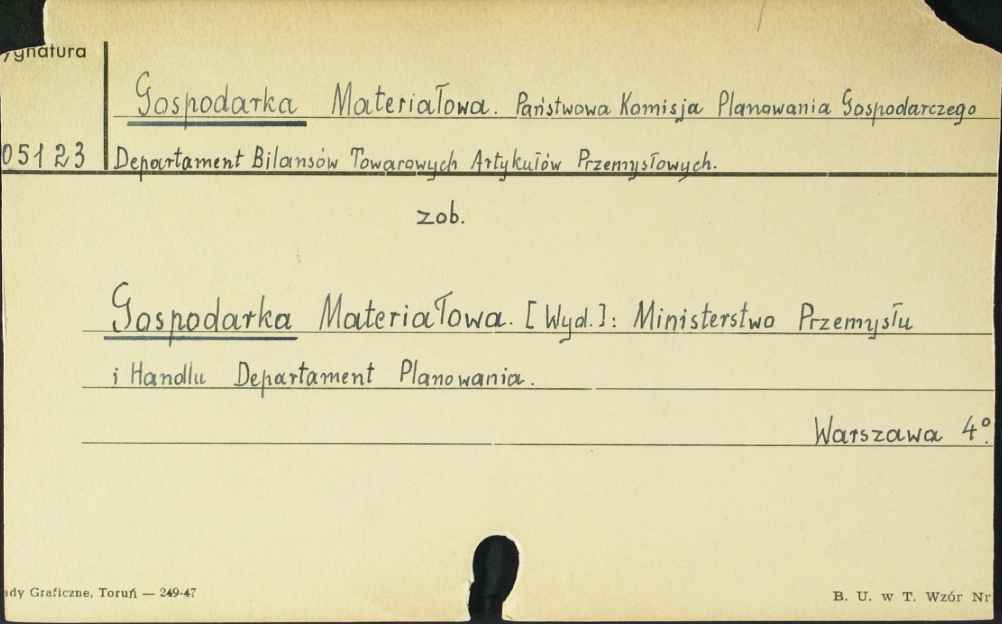 ygnatura
Gospodarka Materiałowa. Państwowa Komisja Planowania Gospodarczego
05123 Departament Bilansów Towarowych Artykułów Przemysłowych.
zob.
Gospodarka Materiałowa. [Wyd.]: Ministerstwo Przemysłu
i Handlu Departament Planowania.
Warszawa 4°.
ady Graficzne, Toruń — 249-47
B. U. w T. Wzór Nr